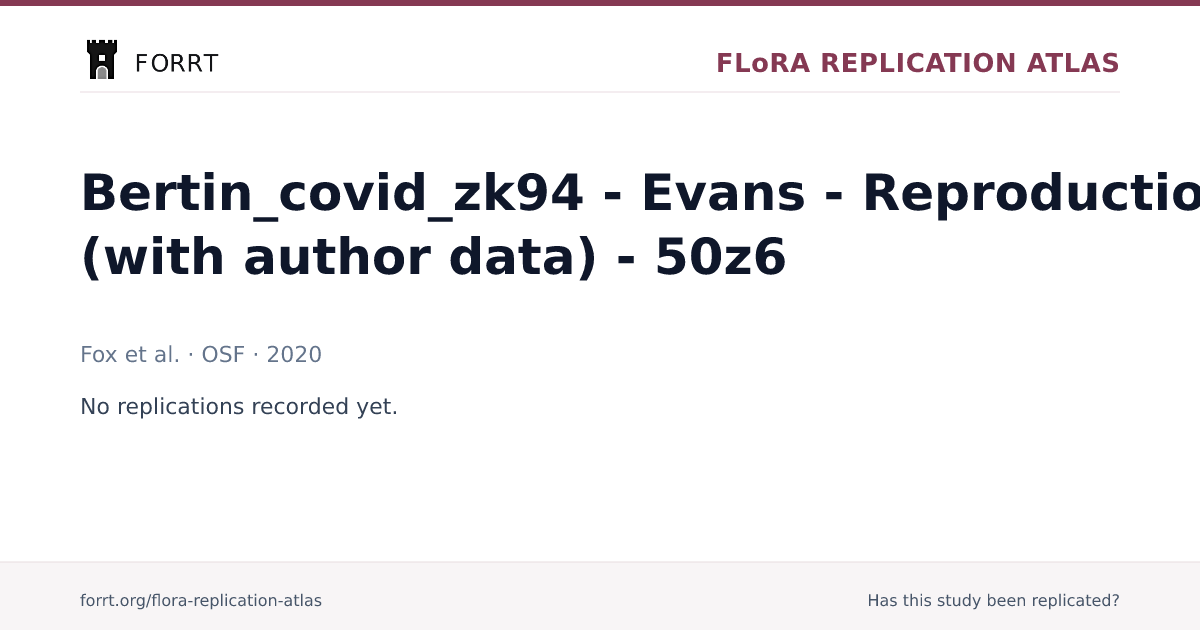 FORRT
FLoRA REPLICATION ATLAS
Bertin_covid_zk94 - Evans - Reproductio
(with author data) - 50z6
Fox et al. · OSF · 2020
No replications recorded yet.
forrt.org/flora-replication-atlas
Has this study been replicated?